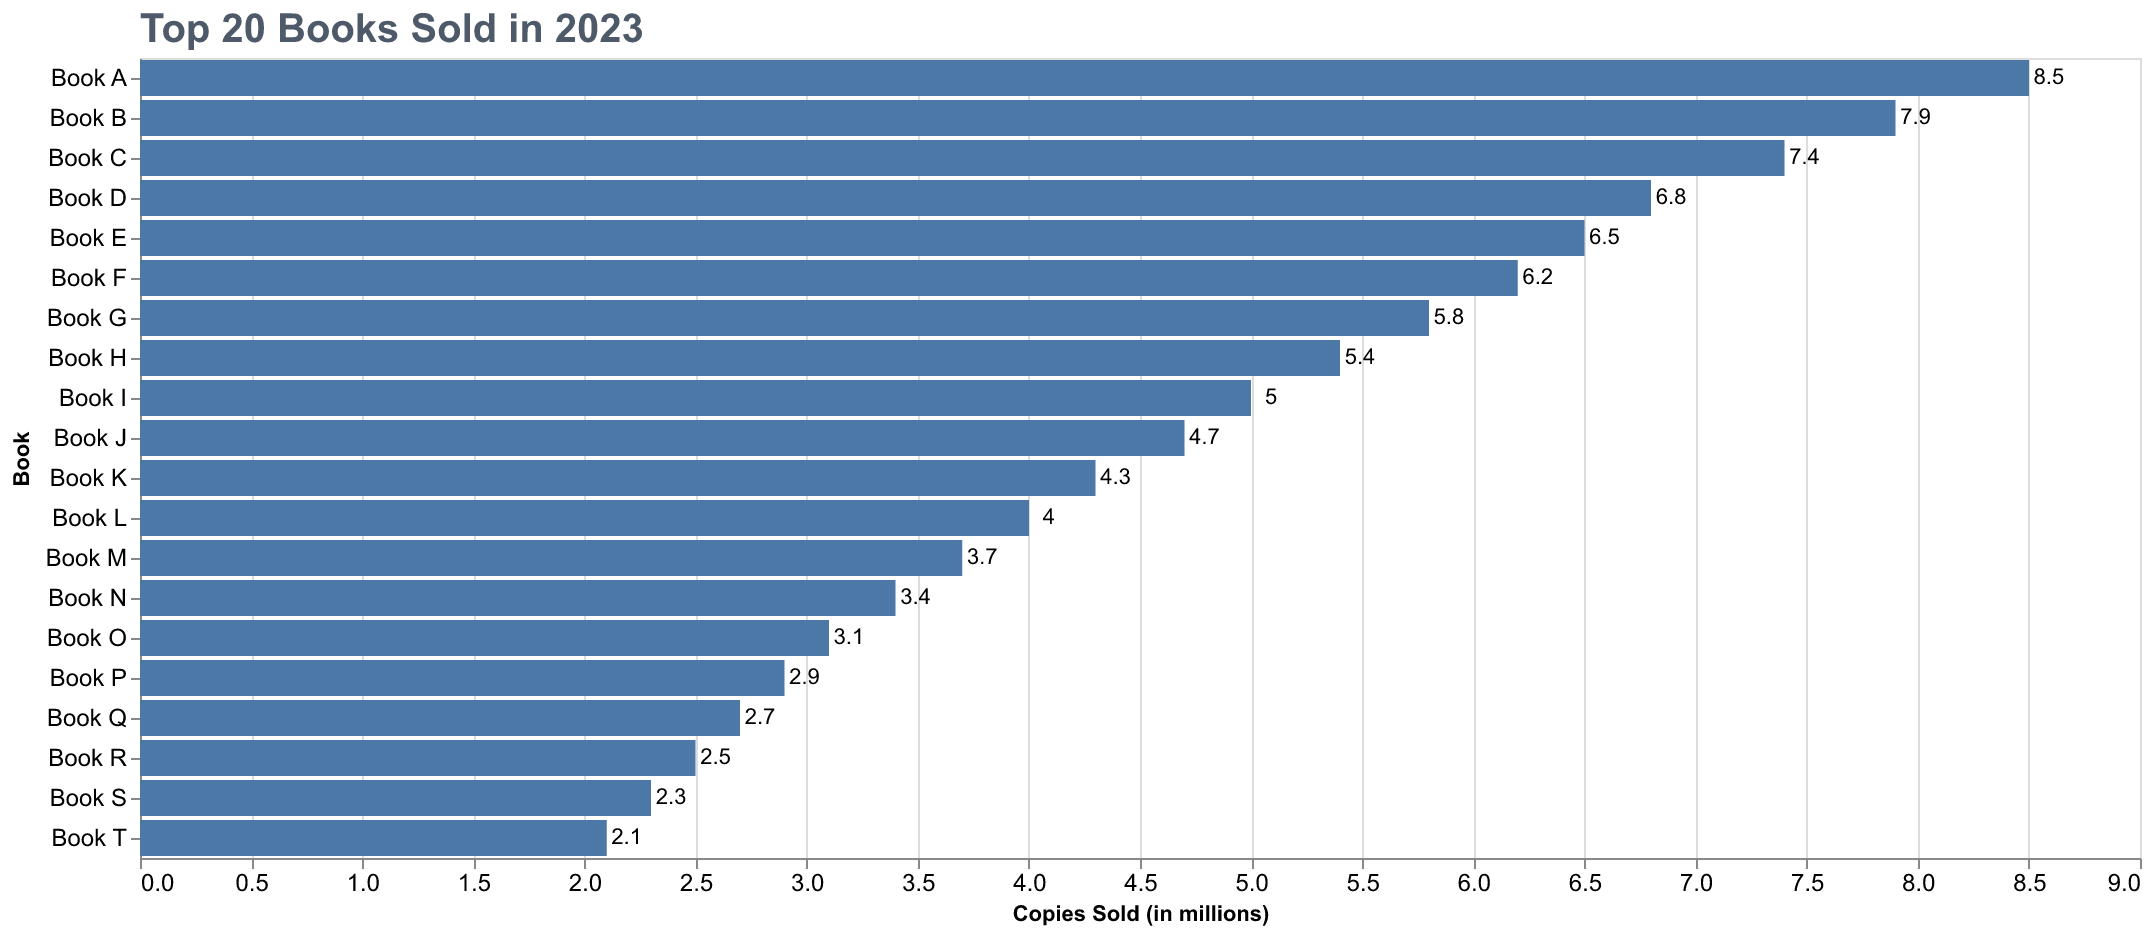 Top 20 Books Sold in 2023
Book A 8.5
Book B 7.9
Book C 7.4
Book D 6.8
Book E 6.5
Book F 6.2
Book G 5.8
Book H 5.4
Book I 5
Book J 4.7
Book K 4.3
Book L 4
Book M 3.7
Book N 3.4
Book O 3.1
Book P 2.9
Book Q 2.7
Book R 2.5
Book S 2.3
Book T 2.1
Book
0.0 0.5 1.0 1.5 2.0 2.5 3.0 3.5 4.0 4.5 5.0 5.5 6.0 6.5 7.0 7.5 8.0 8.5 9.0
Copies Sold (in millions)